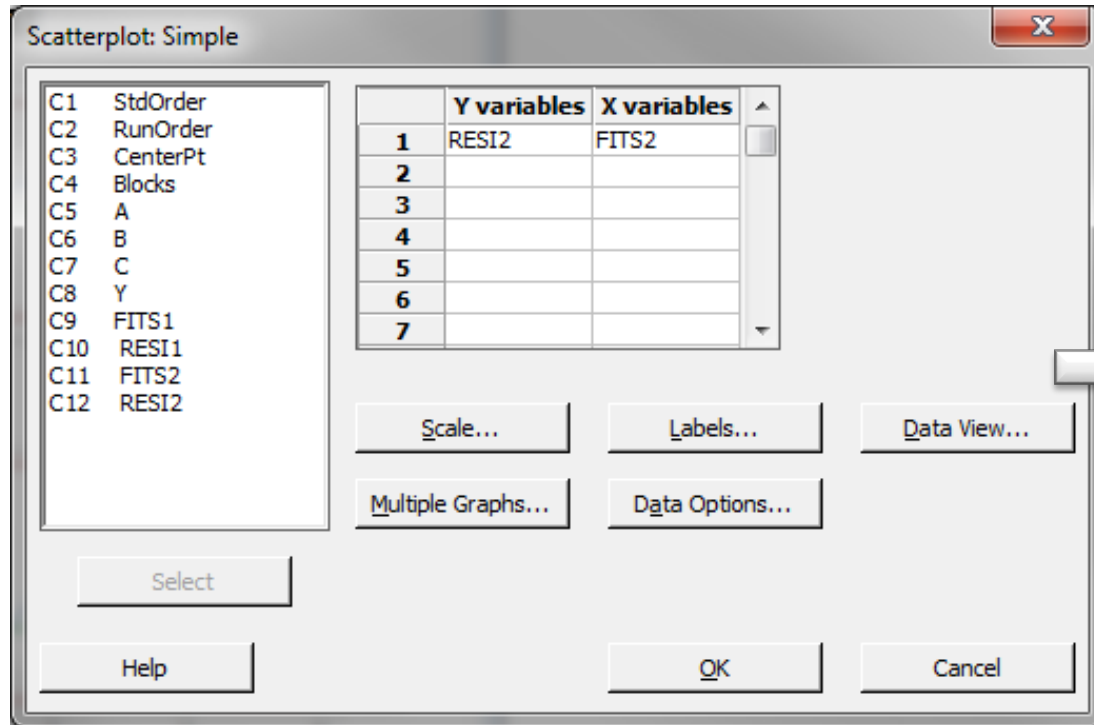 Scatterplot: Simple
C1 StdOrder
C2 RunOrder
C3 CenterPt
C4 Blocks
C5 A
C6 B
C7 C
C8 Y
C9 FITS1
C10 RESI1
C11 FITS2
C12 RESI2
Y variables X variables
1 RESI2 FITS2
2
3
4
5
6
7
Scale... Labels... Data View...
Multiple Graphs... Data Options...
Select
Help OK Cancel